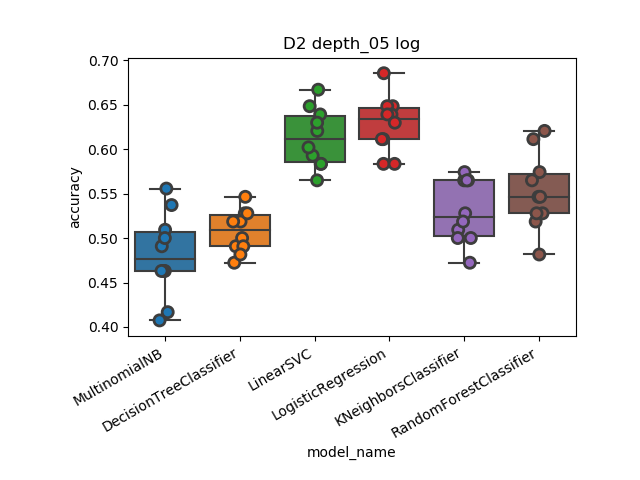 D2 depth_05 log
accuracy
0.70
0.65
0.60
0.55
0.50
0.45
0.40
MultinomialNB
DecisionTreeClassifier
LinearSVC
LogisticRegression
KNeighborsClassifier
RandomForestClassifier
model_name